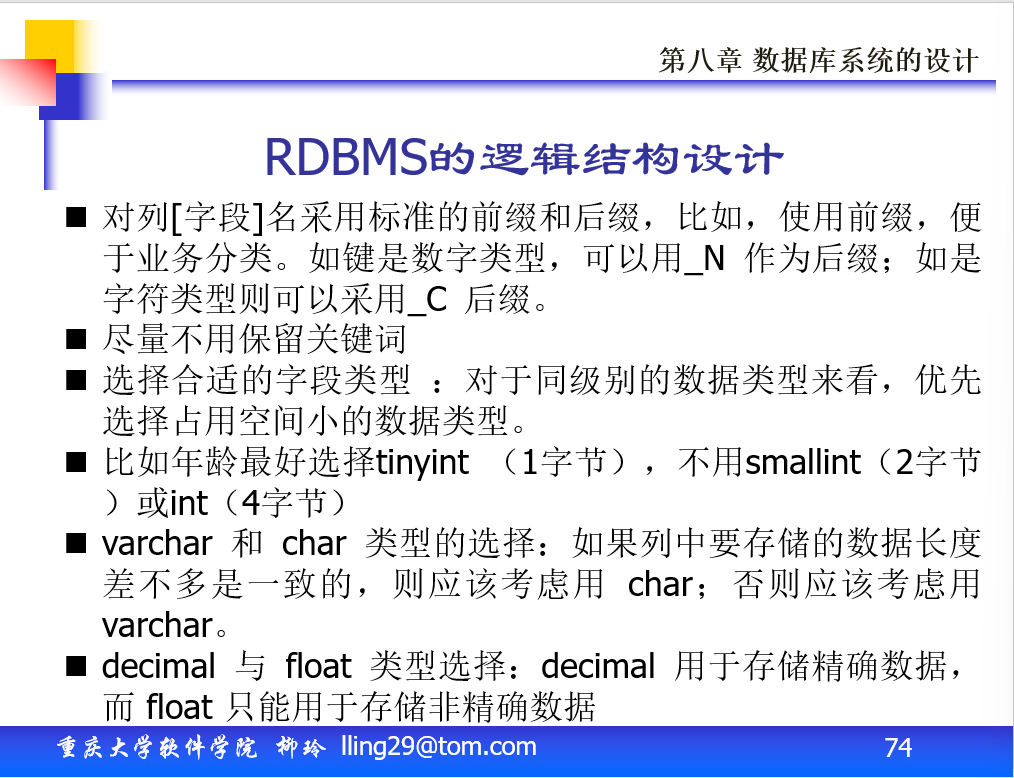 第八章 数据库系统的设计
RDBMS的逻辑结构设计
■ 对列[字段]名采用标准的前缀和后缀，比如，使用前缀，便
于业务分类。如键是数字类型，可以用_N 作为后缀；如是
字符类型则可以采用_C 后缀。
■ 尽量不用保留关键词
■ 选择合适的字段类型 ：对于同级别的数据类型来看，优先
选择占用空间小的数据类型。
■ 比如年龄最好选择tinyint （1字节），不用smallint（2字节
）或int（4字节）
■ varchar 和 char 类型的选择：如果列中要存储的数据长度
差不多是一致的，则应该考虑用 char；否则应该考虑用
varchar。
■ decimal 与 float 类型选择：decimal 用于存储精确数据，
而 float 只能用于存储非精确数据
重庆大学软件学院 柳玲 lling29@tom.com 74